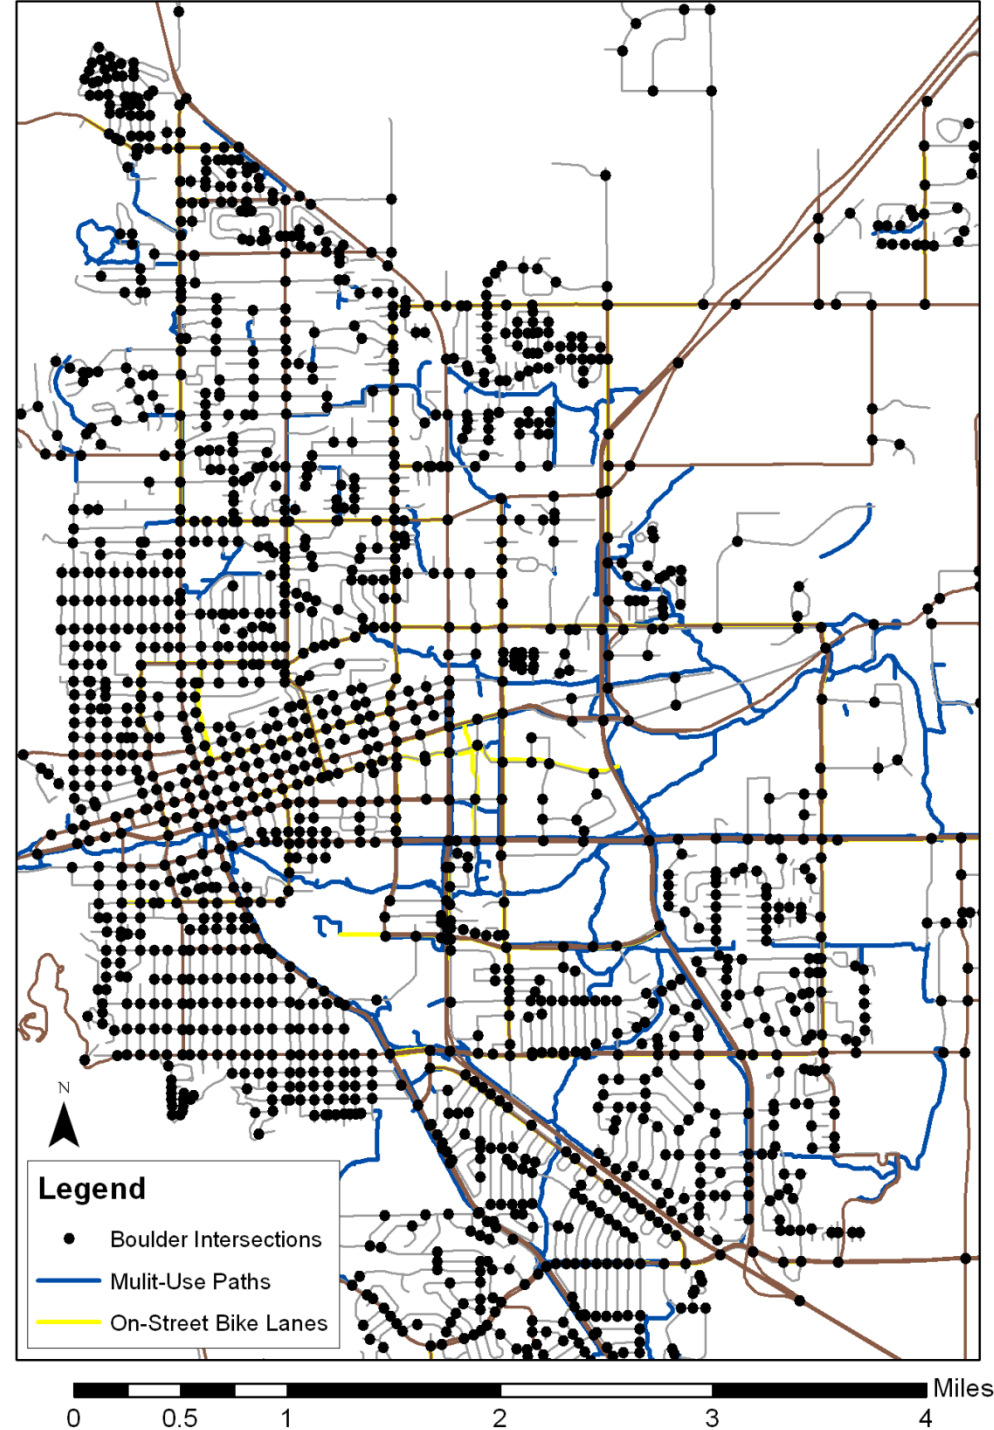 N
Legend
Boulder Intersections
Mulit-Use Paths
On-Street Bike Lanes
Miles
0 0.5 1 2 3 4